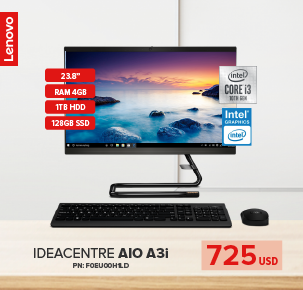 Lenovo
23.8"
RAM 4GB
1TB HDD
128GB SSD
intel
CORE i3
10TH GEN
Intel
GRAPHICS
intel
IDEACENTRE AIO A3i
PN: F0EU00H1LD
725 USD